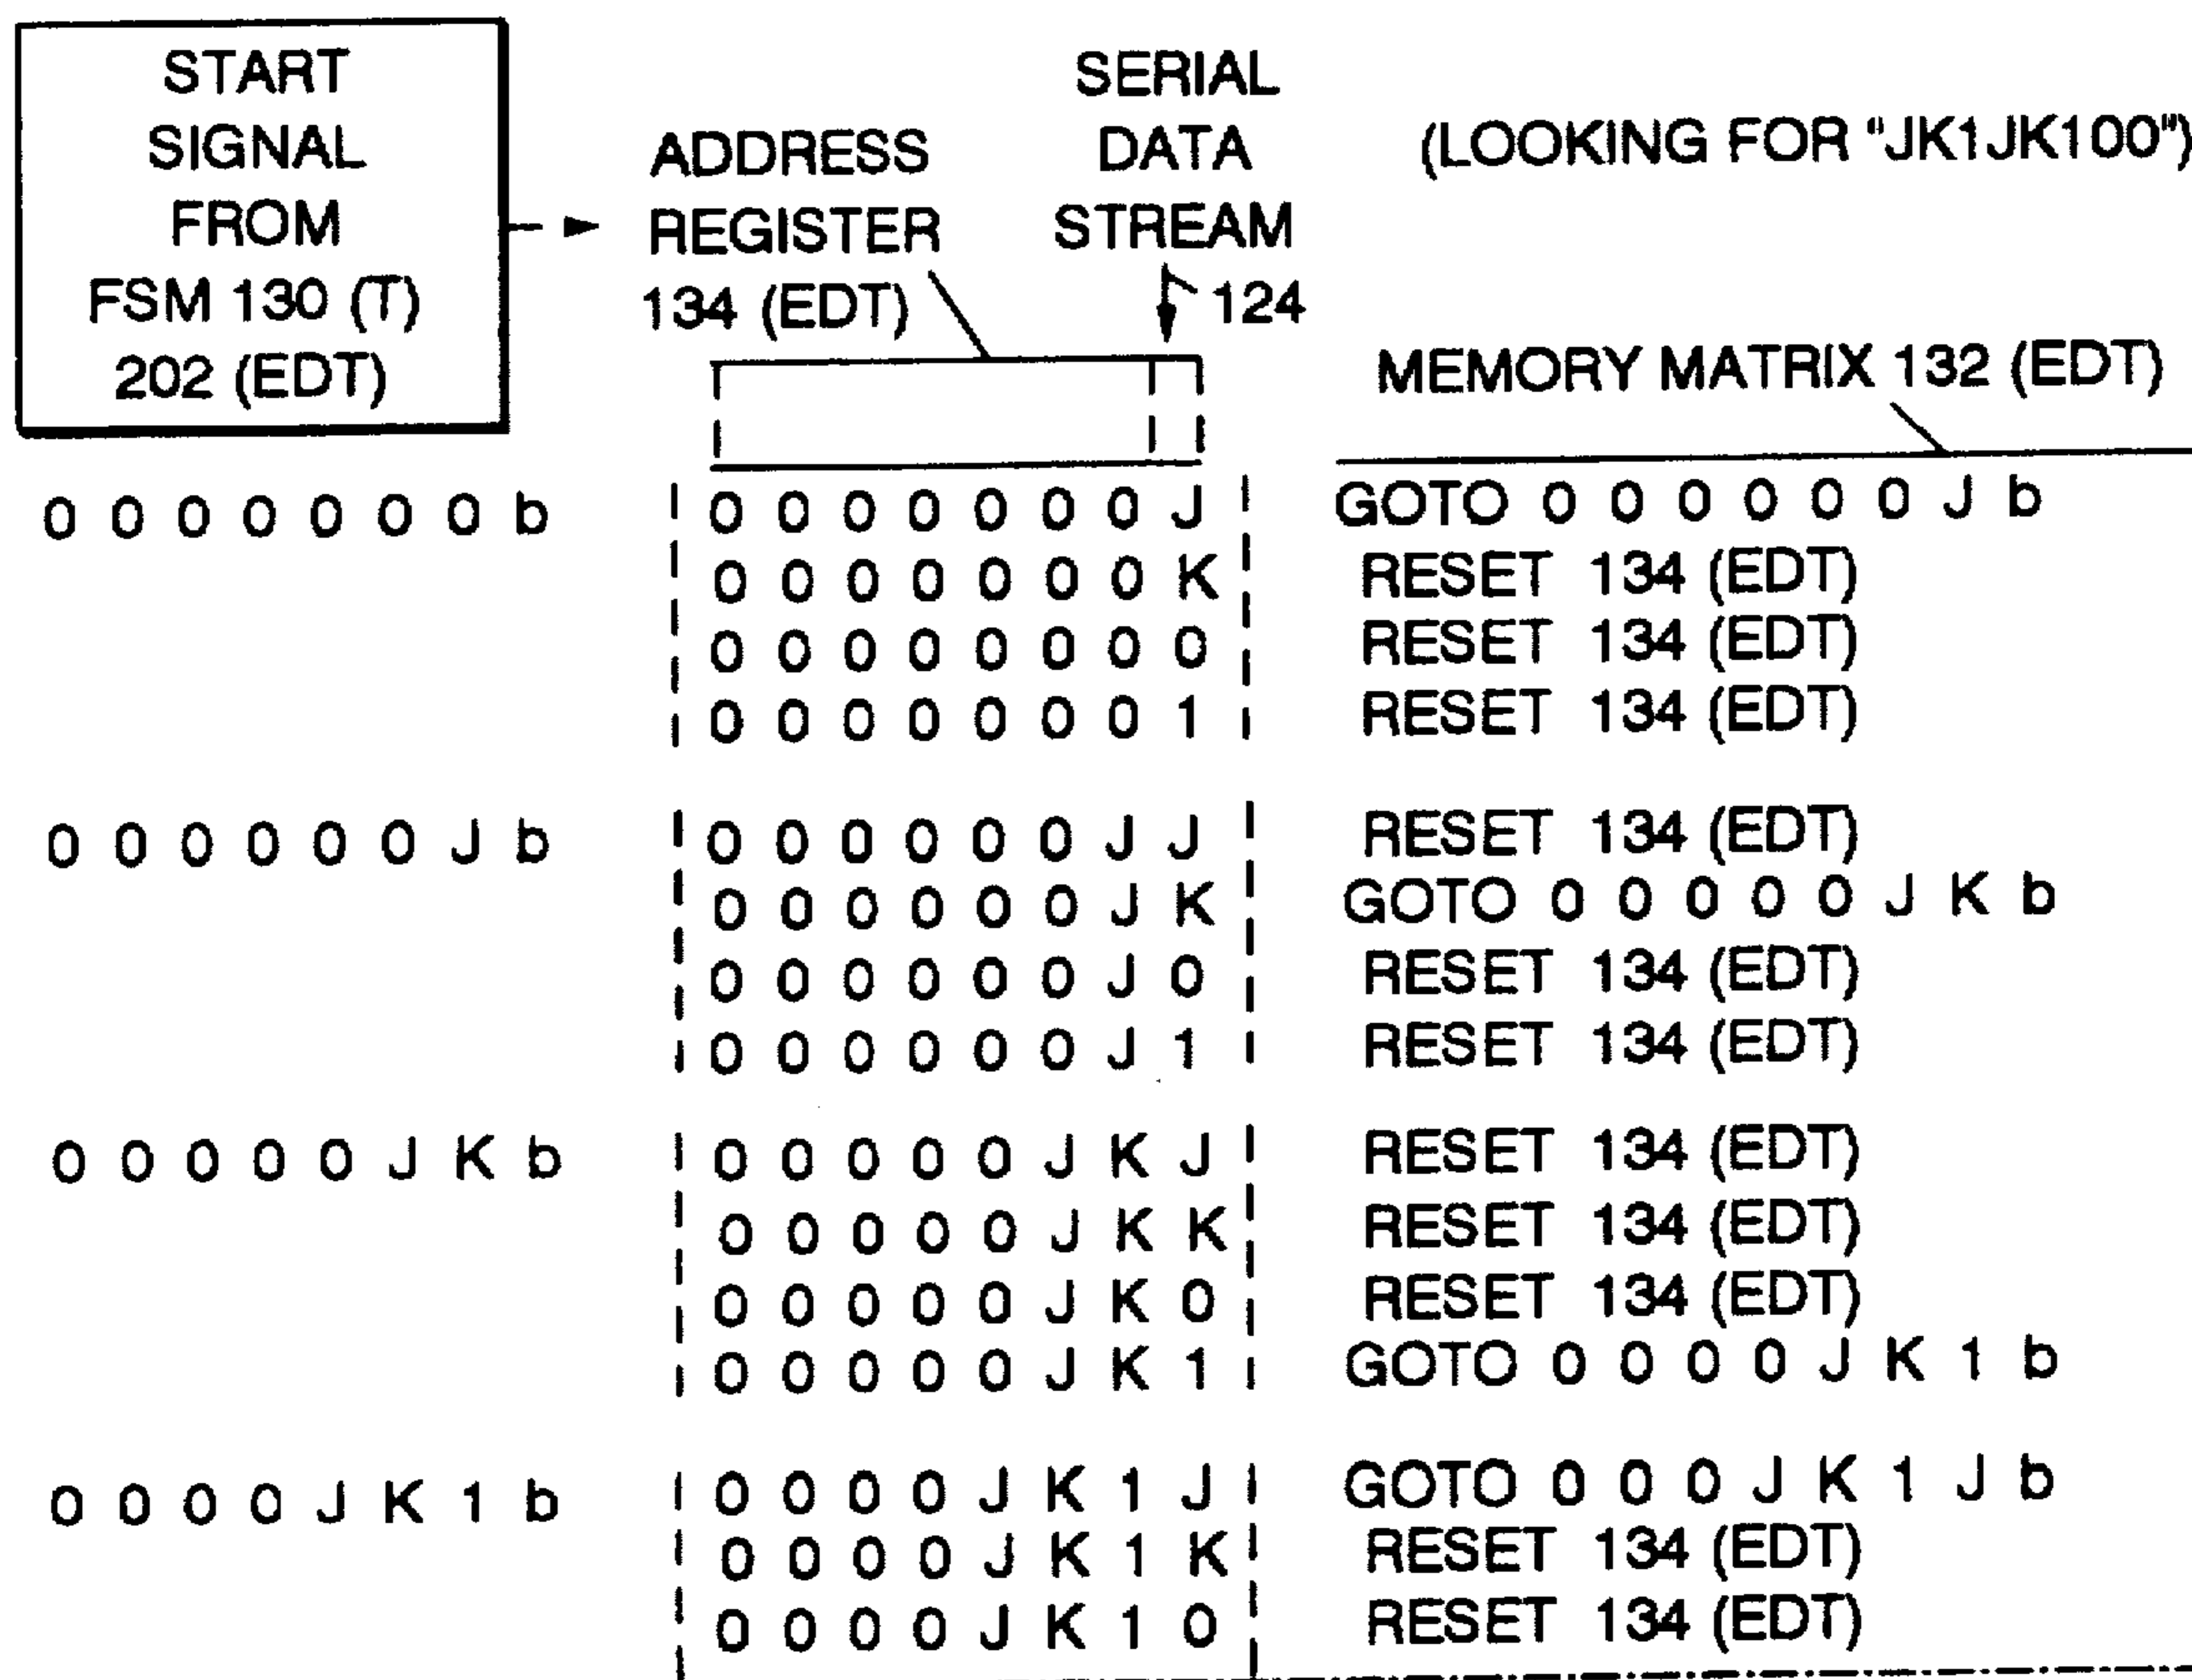 START
SIGNAL
FROM
FSM 130 (T)
202 (EDT)
ADDRESS
REGISTER
134 (EDT)
SERIAL
DATA
STREAM
124
(LOOKING FOR "JK1JK100")
MEMORY MATRIX 132 (EDT)
0 0 0 0 0 0 0 b 0 0 0 0 0 0 0 J GOTO 0 0 0 0 0 0 J b
0 0 0 0 0 0 0 K RESET 134 (EDT)
0 0 0 0 0 0 0 0 RESET 134 (EDT)
0 0 0 0 0 0 0 1 RESET 134 (EDT)
0 0 0 0 0 0 J b 0 0 0 0 0 0 J J RESET 134 (EDT)
0 0 0 0 0 0 J K GOTO 0 0 0 0 0 J K b
0 0 0 0 0 0 J 0 RESET 134 (EDT)
0 0 0 0 0 0 J 1 RESET 134 (EDT)
0 0 0 0 0 J K b 0 0 0 0 0 J K J RESET 134 (EDT)
0 0 0 0 0 J K K RESET 134 (EDT)
0 0 0 0 0 J K 0 RESET 134 (EDT)
0 0 0 0 0 J K 1 GOTO 0 0 0 0 J K 1 b
0 0 0 0 J K 1 b 0 0 0 0 J K 1 J GOTO 0 0 0 J K 1 J b
0 0 0 0 J K 1 K RESET 134 (EDT)
0 0 0 0 J K 1 0 RESET 134 (EDT)